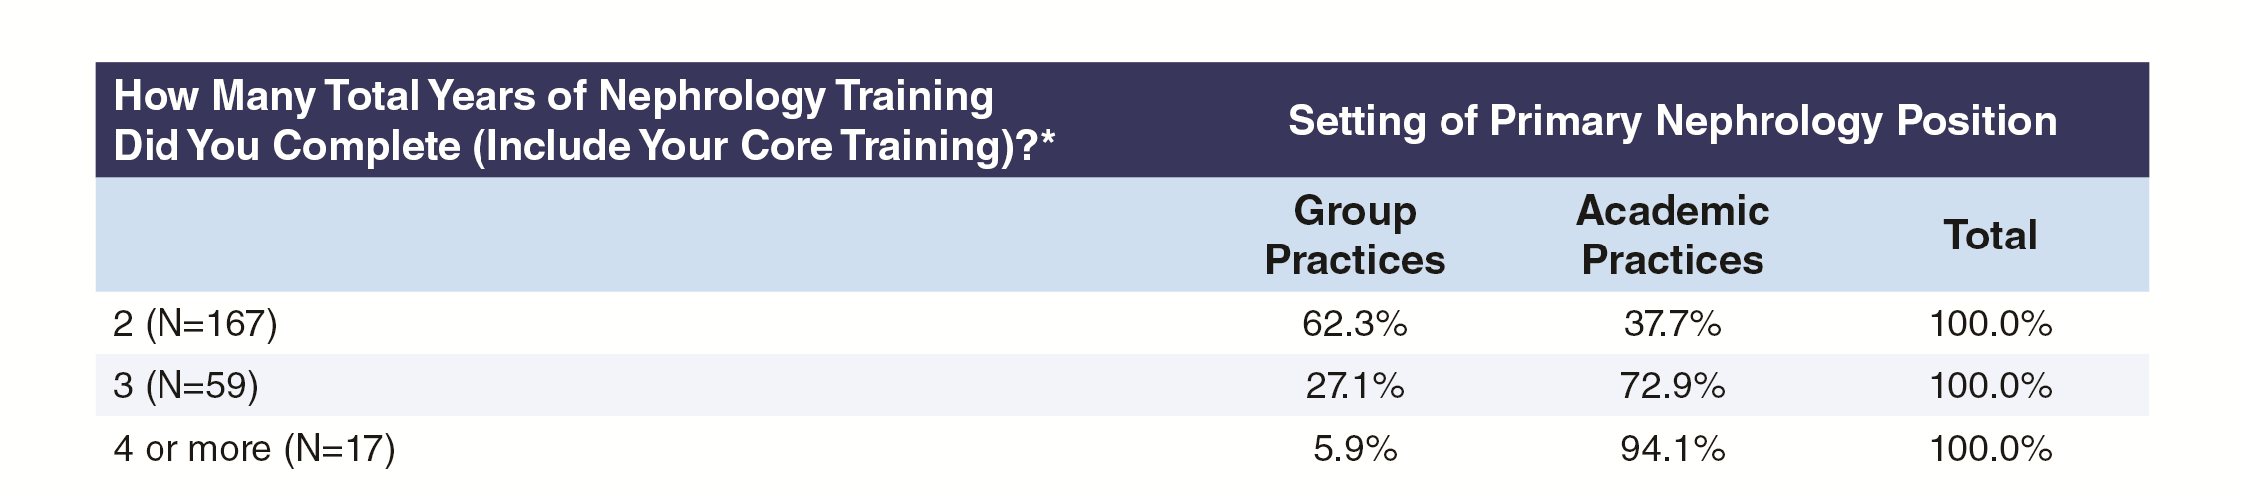 How Many Total Years of Nephrology Training
Did You Complete (Include Your Core Training)?*
Setting of Primary Nephrology Position
Group
Practices
Academic
Practices
Total
2 (N=167) 62.3% 37.7% 100.0%
3 (N=59) 27.1% 72.9% 100.0%
4 or more (N=17) 5.9% 94.1% 100.0%